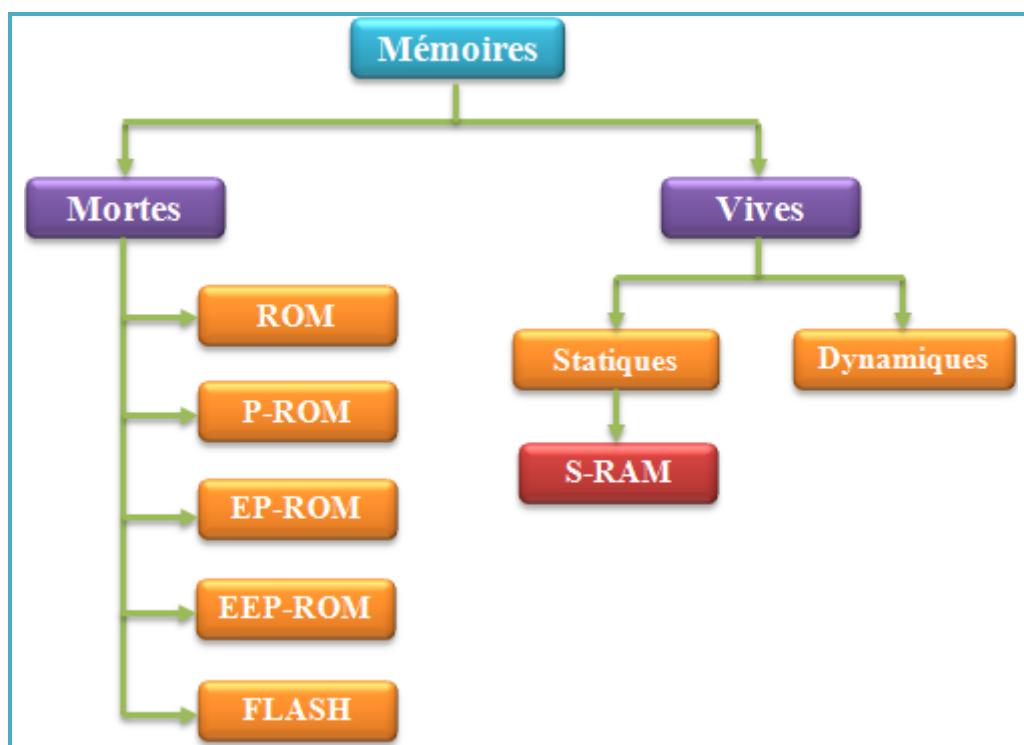 Mémoires
Mortes
Vives
ROM
P-ROM
EP-ROM
EEP-ROM
FLASH
Statiques
Dynamiques
S-RAM